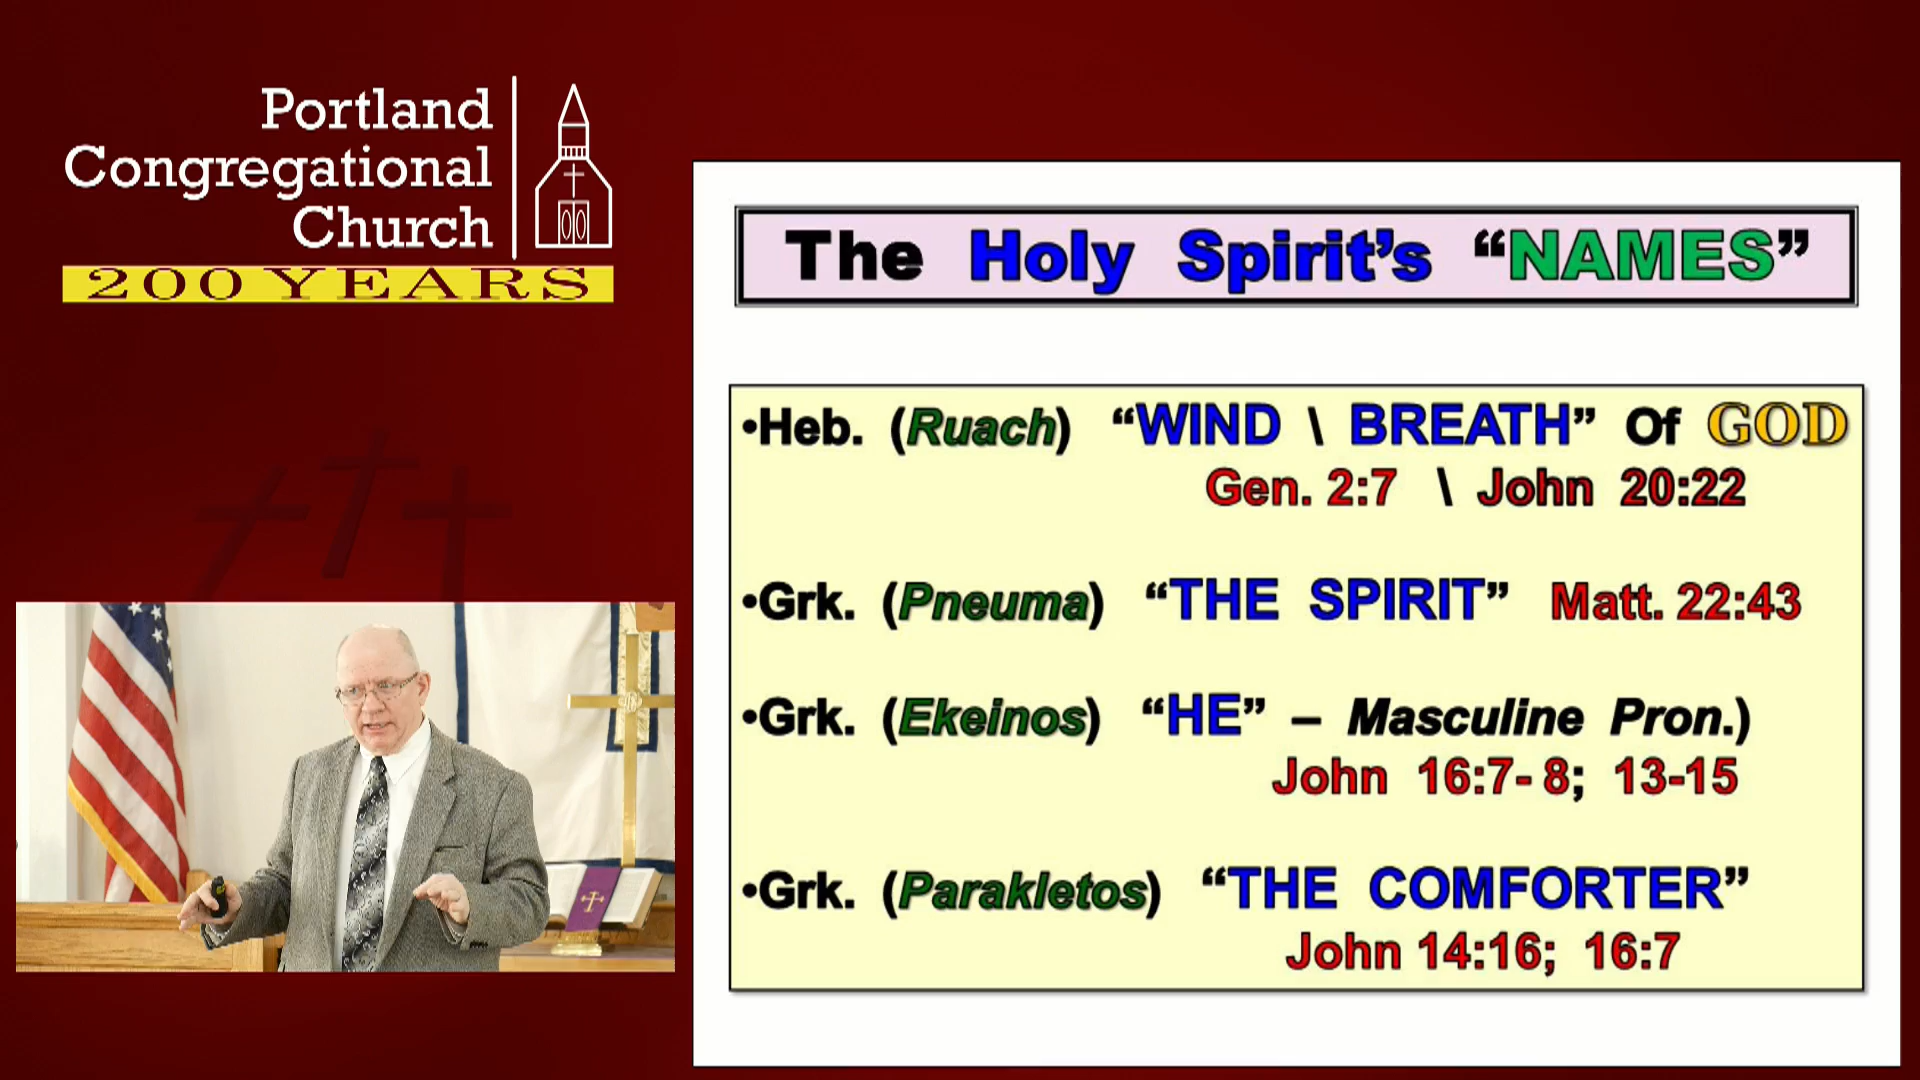 Portland
Congregational
Church
200 YEARS
The Holy Spirit’s “NAMES”
•Heb. (Ruach) “WIND \ BREATH” Of GOD
Gen. 2:7 \ John 20:22
•Grk. (Pneuma) “THE SPIRIT” Matt. 22:43
•Grk. (Ekeinos) “HE” – Masculine Pron.)
John 16:7- 8; 13-15
•Grk. (Parakletos) “THE COMFORTER”
John 14:16; 16:7